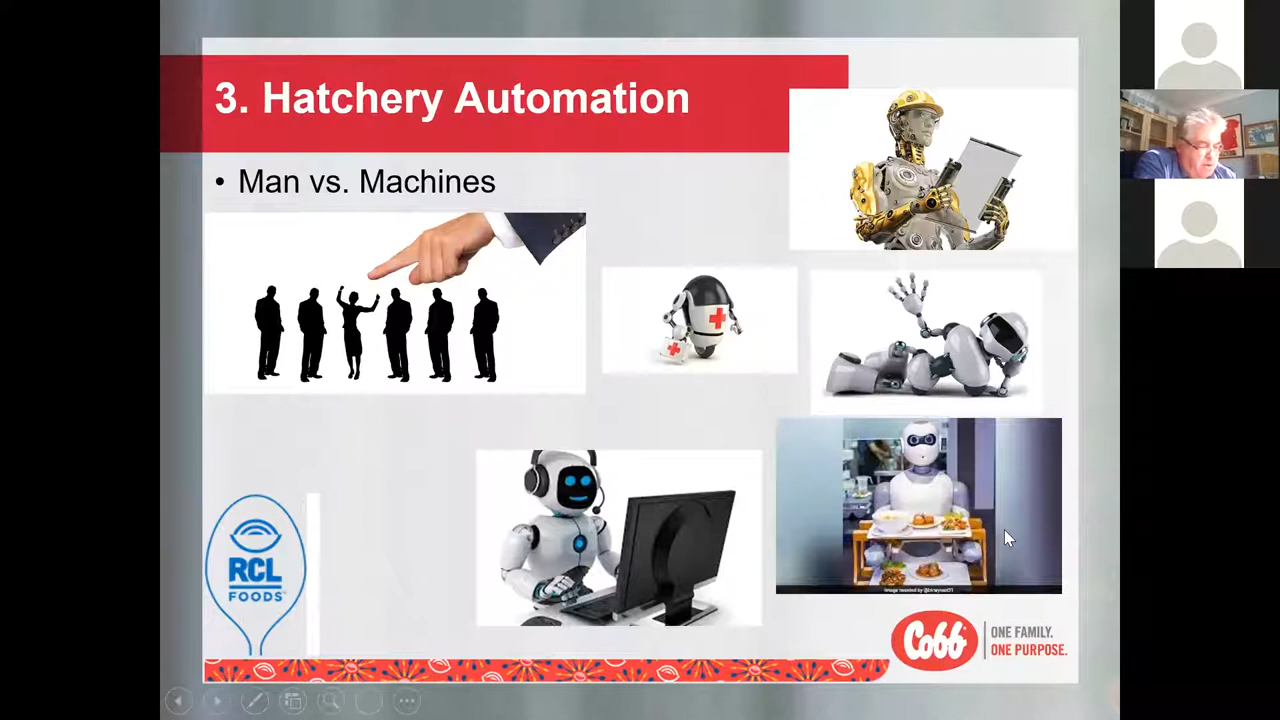 3. Hatchery Automation
• Man vs. Machines
RCL
FOODS
Cobb
ONE FAMILY.
ONE PURPOSE.